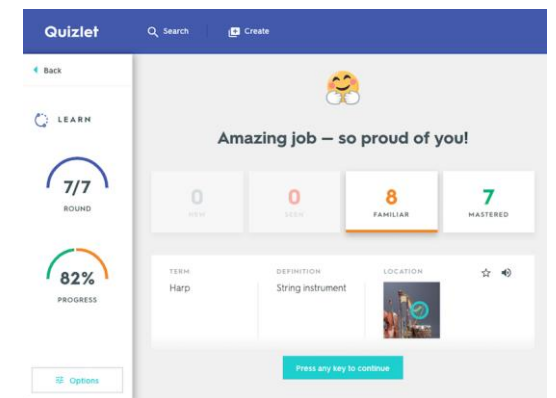 Quizlet
Search
Create
Back
LEARN
7/7
ROUND
82%
PROGRESS
Options
Amazing job — so proud of you!
0
NEW
0
SEEN
8
FAMILIAR
7
MASTERED
TERM
DEFINITION
LOCATION
Harp
String instrument
Press any key to continue